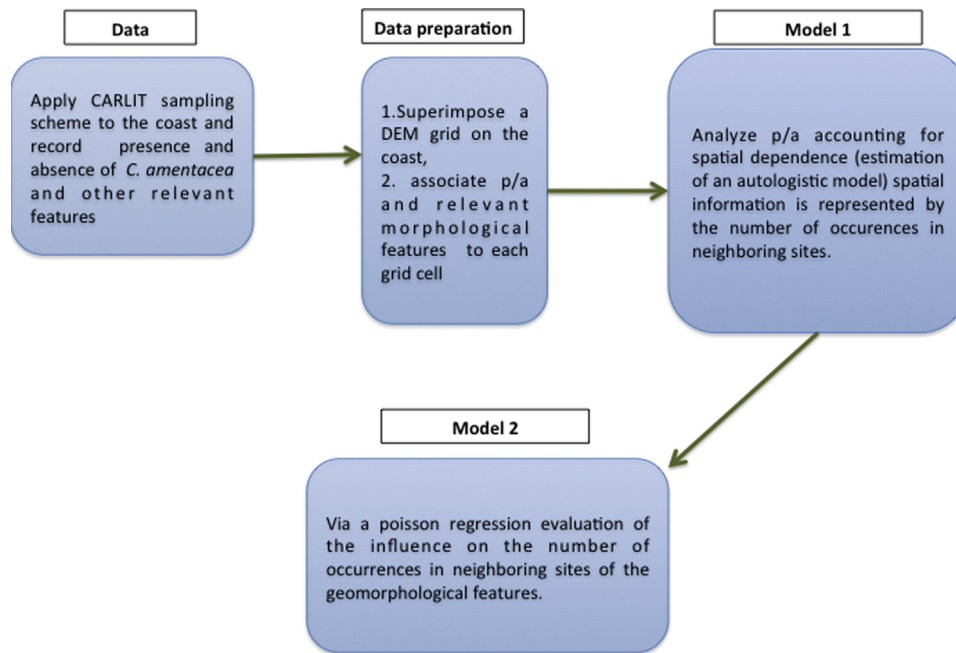 Data
Apply CARLIT sampling
scheme to the coast and
record presence and
absence of C. amentacea
and other relevant
features
Data preparation
1.Superimpose a
DEM grid on the
coast,
2. associate p/a
and relevant
morphological
features to each
grid cell
Model 1
Analyze p/a accounting for
spatial dependence (estimation
of an autologistic model) spatial
information is represented by
the number of occurences in
neighboring sites.
Model 2
Via a poisson regression evaluation of
the influence on the number of
occurrences in neighboring sites of the
geomorphological features.